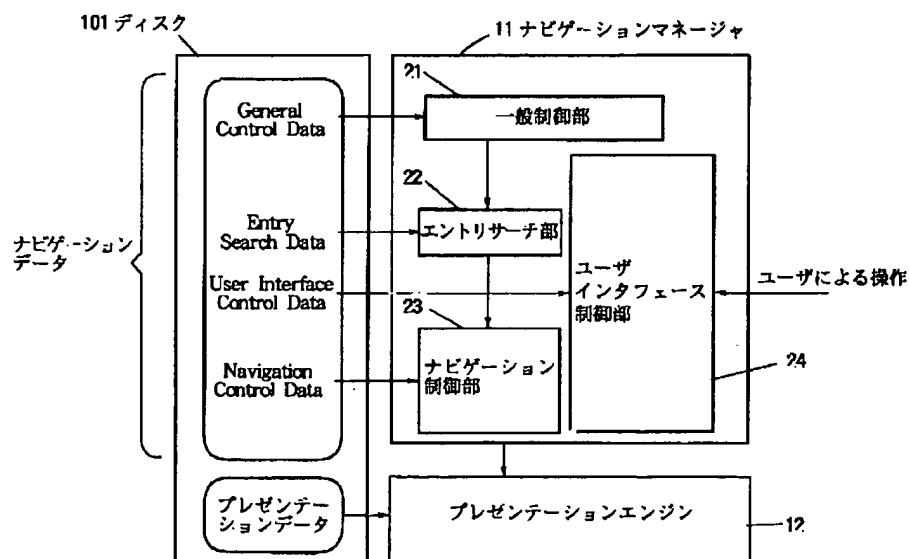 101 ディスク
11 ナビゲーションマネージャ
21
General
Control Data
一般制御部
22
Entry
Search Data
エントリサーチ部
ナビゲーション
データ
User Interface
Control Data
ユーザ
インタフェース
制御部
ユーザによる操作
23
Navigation
Control Data
ナビゲーション
制御部
24
プレゼンテー
ションデータ
プレゼンテーションエンジン
12